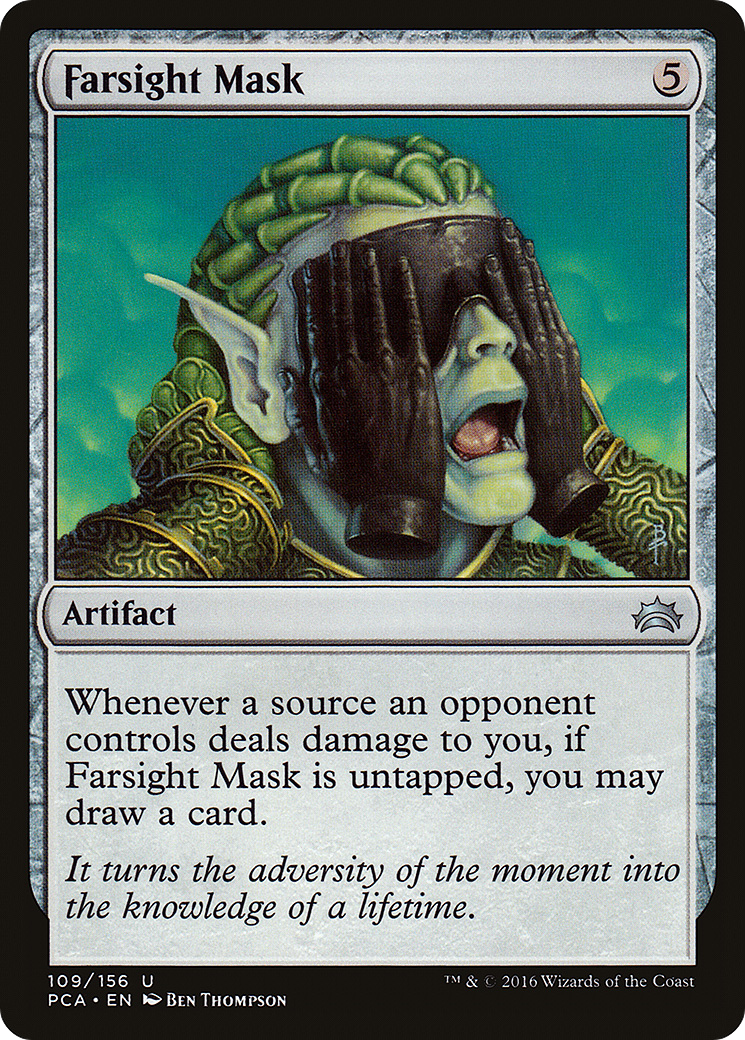 Farsight Mask 5
Artifact
Whenever a source an opponent
controls deals damage to you, if
Farsight Mask is untapped, you may
draw a card.
It turns the adversity of the moment into
the knowledge of a lifetime.
109/156 U
™ & © 2016 Wizards of the Coast
PCA • EN Ben Thompson